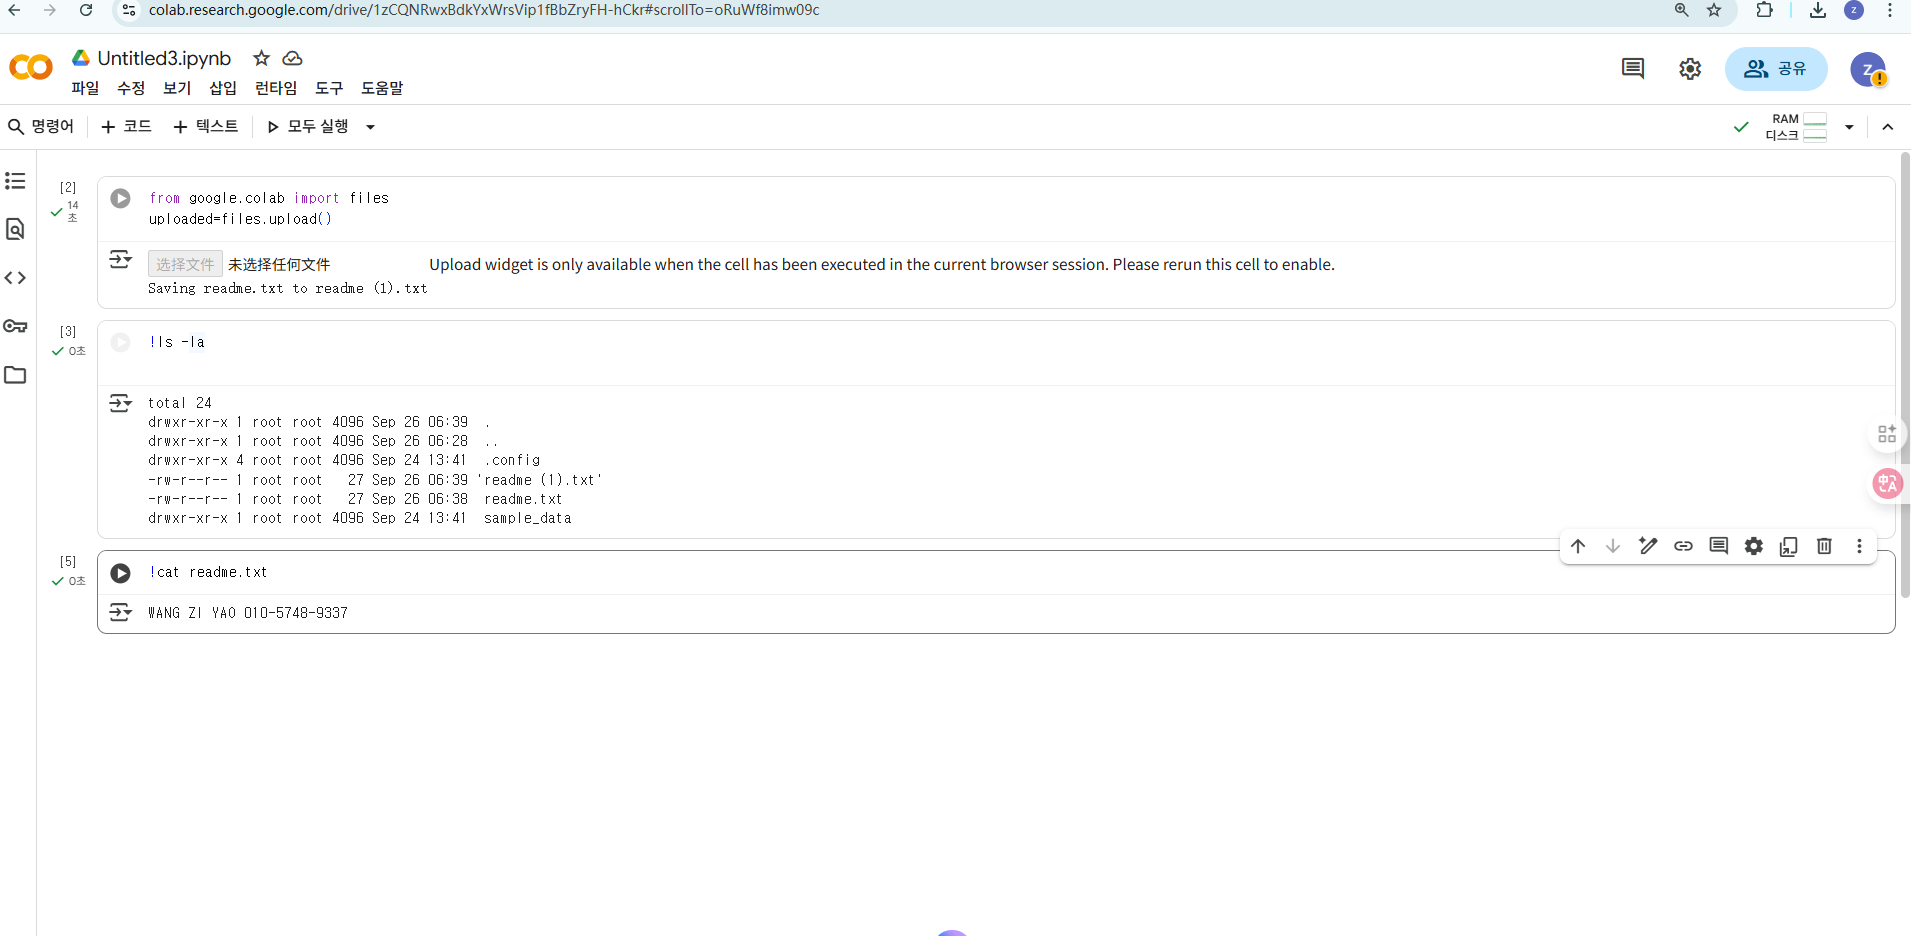 colab.research.google.com/drive/1zCQNRwxBdkYxWrsVip1fBbZryFH-hCkr#scrollTo=oRuWf8imw09c
z
Untitled3.ipynb
파일 수정 보기 삽입 런타임 도구 도움말
공유
Z
명령어 + 코드 + 텍스트 모두 실행
RAM
디스크
[2]
14
초
from google.colab import files
uploaded=files.upload()
选择文件 未选择任何文件 Upload widget is only available when the cell has been executed in the current browser session. Please rerun this cell to enable.
Saving readme.txt to readme (1).txt
[3]
0초
!ls -la
total 24
drwxr-xr-x 1 root root 4096 Sep 26 06:39 .
drwxr-xr-x 1 root root 4096 Sep 26 06:28 ..
drwxr-xr-x 4 root root 4096 Sep 24 13:41 .config
-rw-r--r-- 1 root root 27 Sep 26 06:39 'readme (1).txt'
-rw-r--r-- 1 root root 27 Sep 26 06:38 readme.txt
drwxr-xr-x 1 root root 4096 Sep 24 13:41 sample_data
[5]
0초
!cat readme.txt
WANG ZI YAO 010-5748-9337